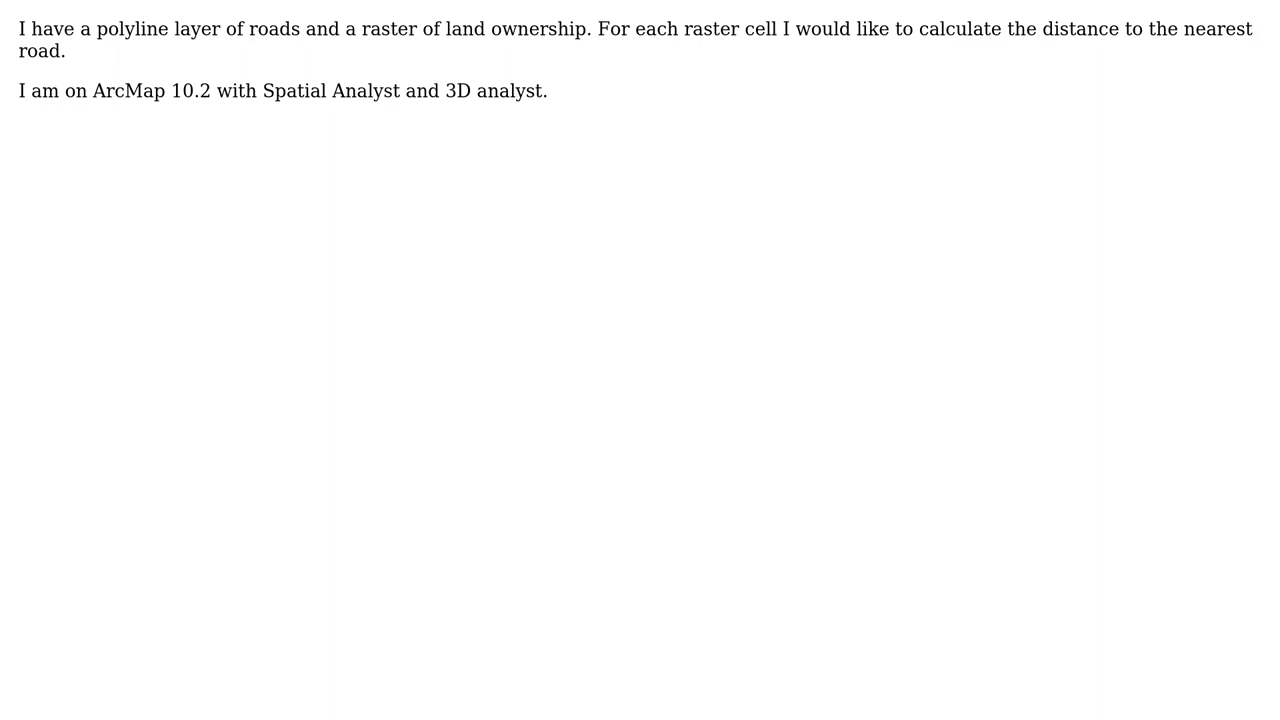 I have a polyline layer of roads and a raster of land ownership. For each raster cell I would like to calculate the distance to the nearest
road.
I am on ArcMap 10.2 with Spatial Analyst and 3D analyst.